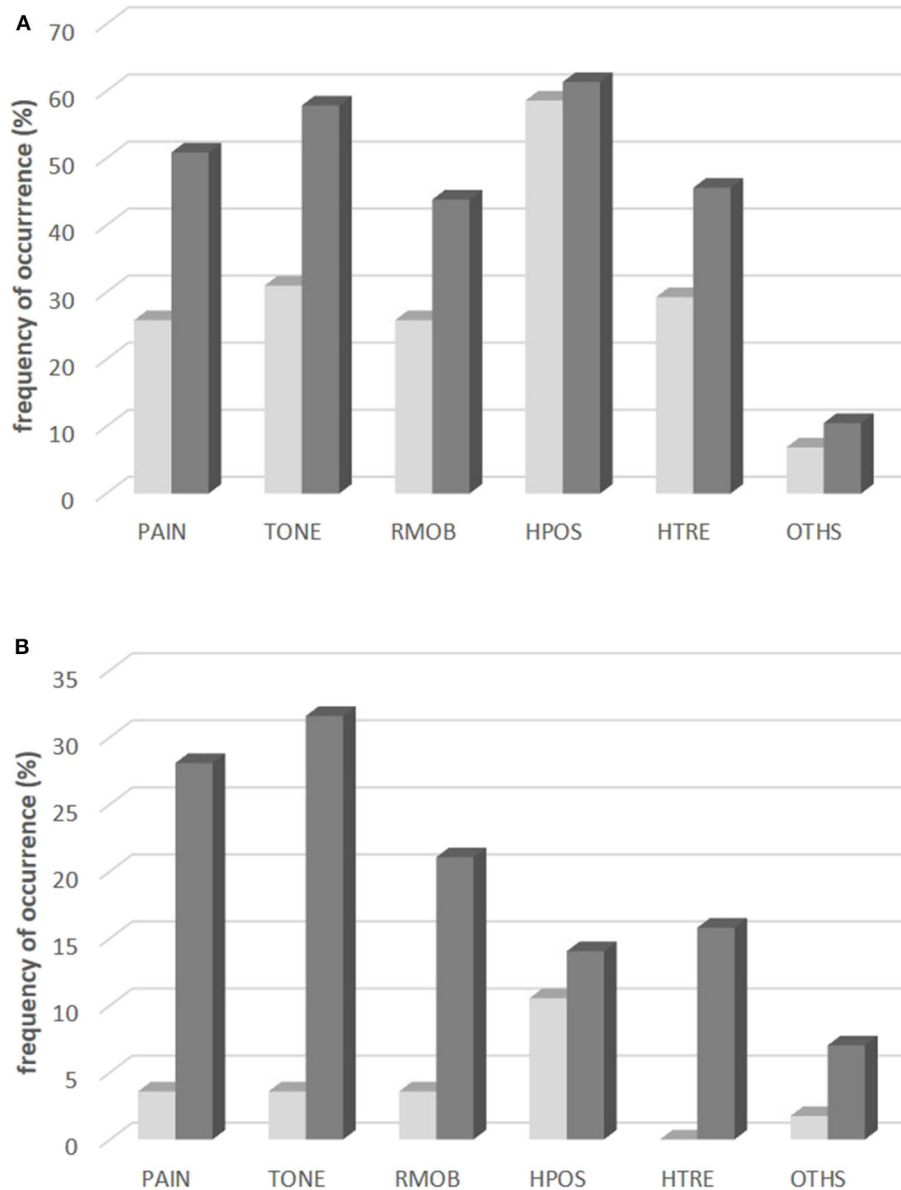 A
frequency of occurrrence (%)
70
60
50
40
30
20
10
0
PAIN TONE RMOB HPOS HTRE OTHS
B
frequency of occurrence (%)
35
30
25
20
15
10
5
0
PAIN TONE RMOB HPOS HTRE OTHS